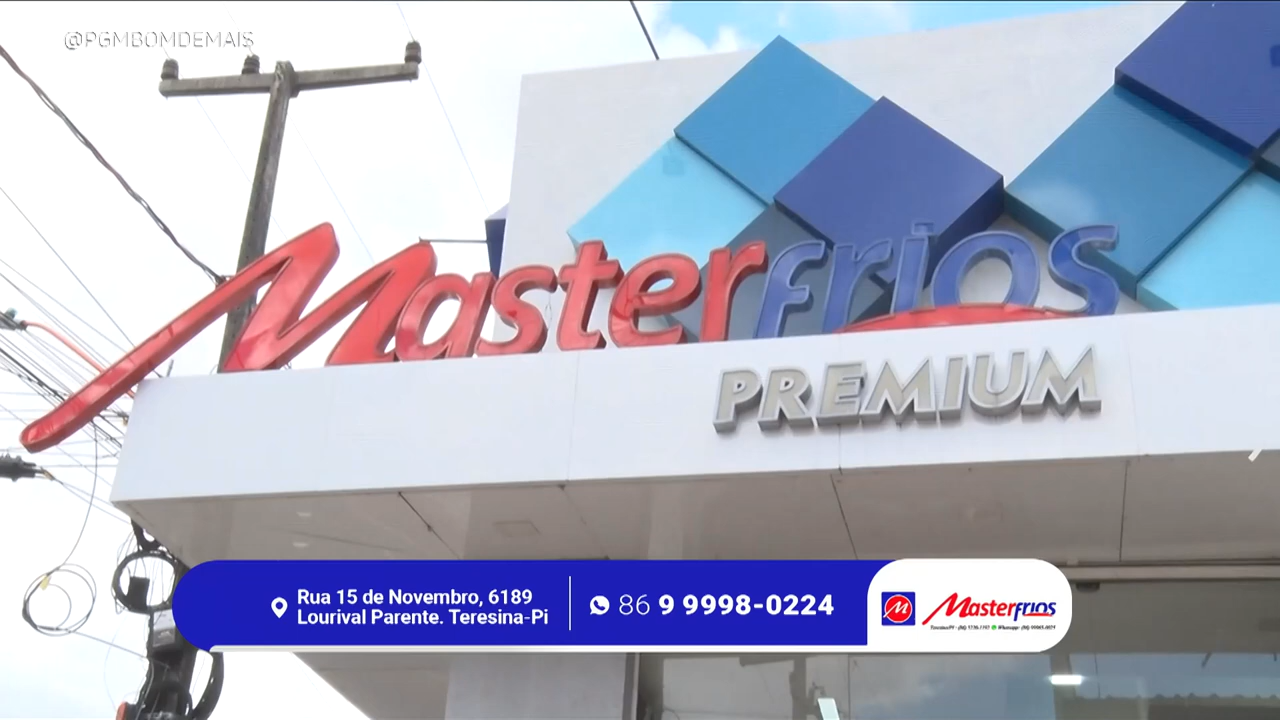 @PGMBOMDEMAIS
Masterfrios
PREMIUM
Rua 15 de Novembro, 6189
Lourival Parente. Teresina-Pi
86 9 9998-0224
M
Masterfrios